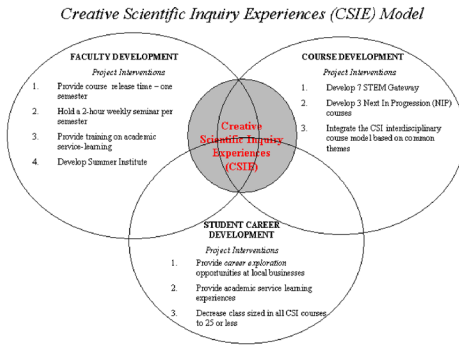 Creative Scientific Inquiry Experiences (CSIE) Model
FACULTY DEVELOPMENT
Project Interventions
1. Provide course release time – one
semester
2. Hold a 2-hour weekly seminar per
semester
3. Provide training on academic
service-learning
4. Develop Summer Institute
COURSE DEVELOPMENT
Project Interventions
1. Develop 7 STEM Gateway
2. Develop 3 Next In Progression (NIP)
courses
3. Integrate the CSI interdisciplinary
course model based on common
themes
Creative
Scientific Inquiry
Experiences
(CSIE)
STUDENT CAREER
DEVELOPMENT
Project Interventions
1. Provide career exploration
opportunities at local businesses
2. Provide academic service learning
experiences
3. Decrease class sized in all CSI courses
to 25 or less